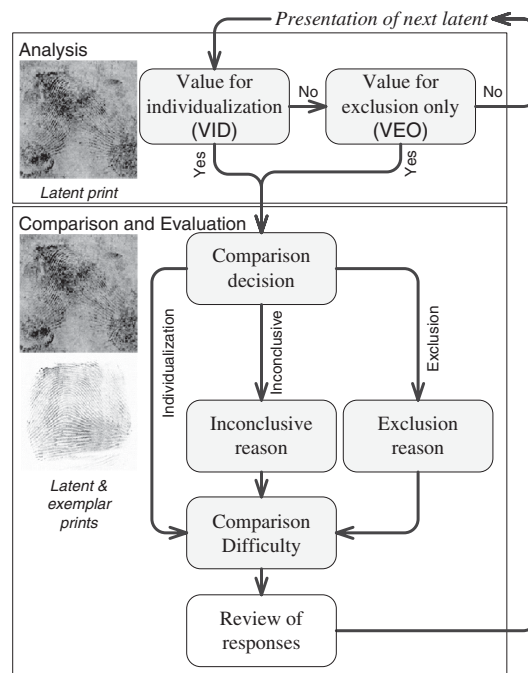 Presentation of next latent
Analysis
Value for
individualization
(VID)
No
Value for
exclusion only
(VEO)
No
Yes
Yes
Latent print
Comparison and Evaluation
Comparison
decision
Individualization
Inconclusive
Exclusion
Inconclusive
reason
Exclusion
reason
Latent &
exemplar
prints
Comparison
Difficulty
Review of
responses